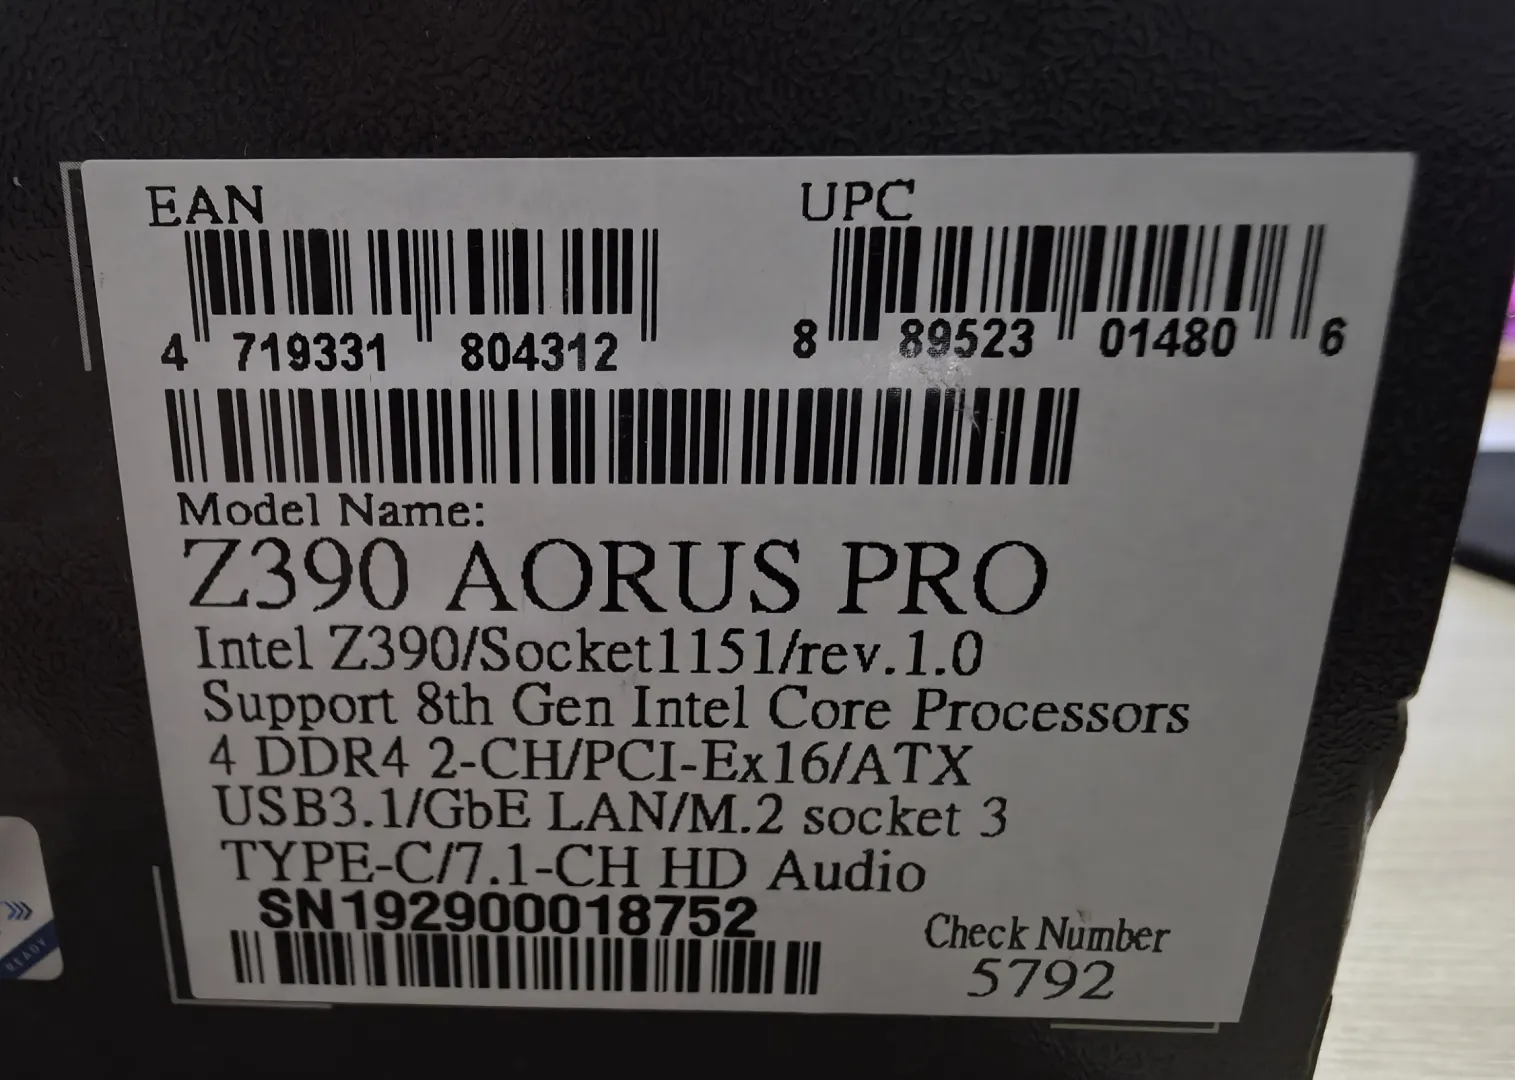 EAN
UPC
4 719331 804312
8 89523 01480 6
Model Name:
Z390 AORUS PRO
Intel Z390/Socket1151/rev.1.0
Support 8th Gen Intel Core Processors
4 DDR4 2-CH/PCI-Ex16/ATX
USB3.1/GbE LAN/M.2 socket 3
TYPE-C/7.1-CH HD Audio
SN192900018752
Check Number
5792
READY